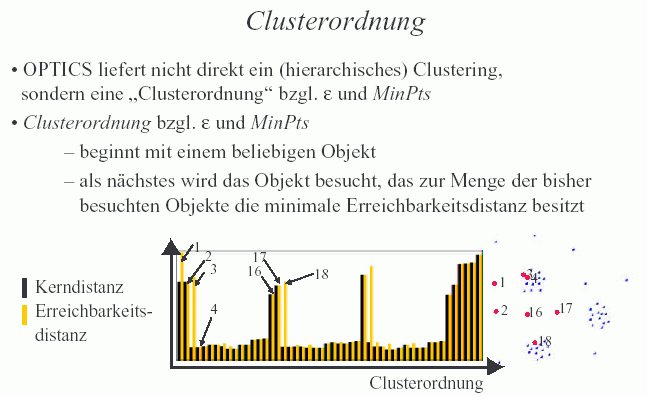 Clusterordnung
• OPTICS liefert nicht direkt ein (hierarchisches) Clustering,
sondern eine „Clusterordnung“ bzgl. ε und MinPts
• Clusterordnung bzgl. ε und MinPts
– beginnt mit einem beliebigen Objekt
– als nächstes wird das Objekt besucht, das zur Menge der bisher
besuchten Objekte die minimale Erreichbarkeitsdistanz besitzt
1
2
3
4
17
16
18
Kerndistanz
Erreichbarkeits-
distanz
Clusterordnung
1
2
16
17
18